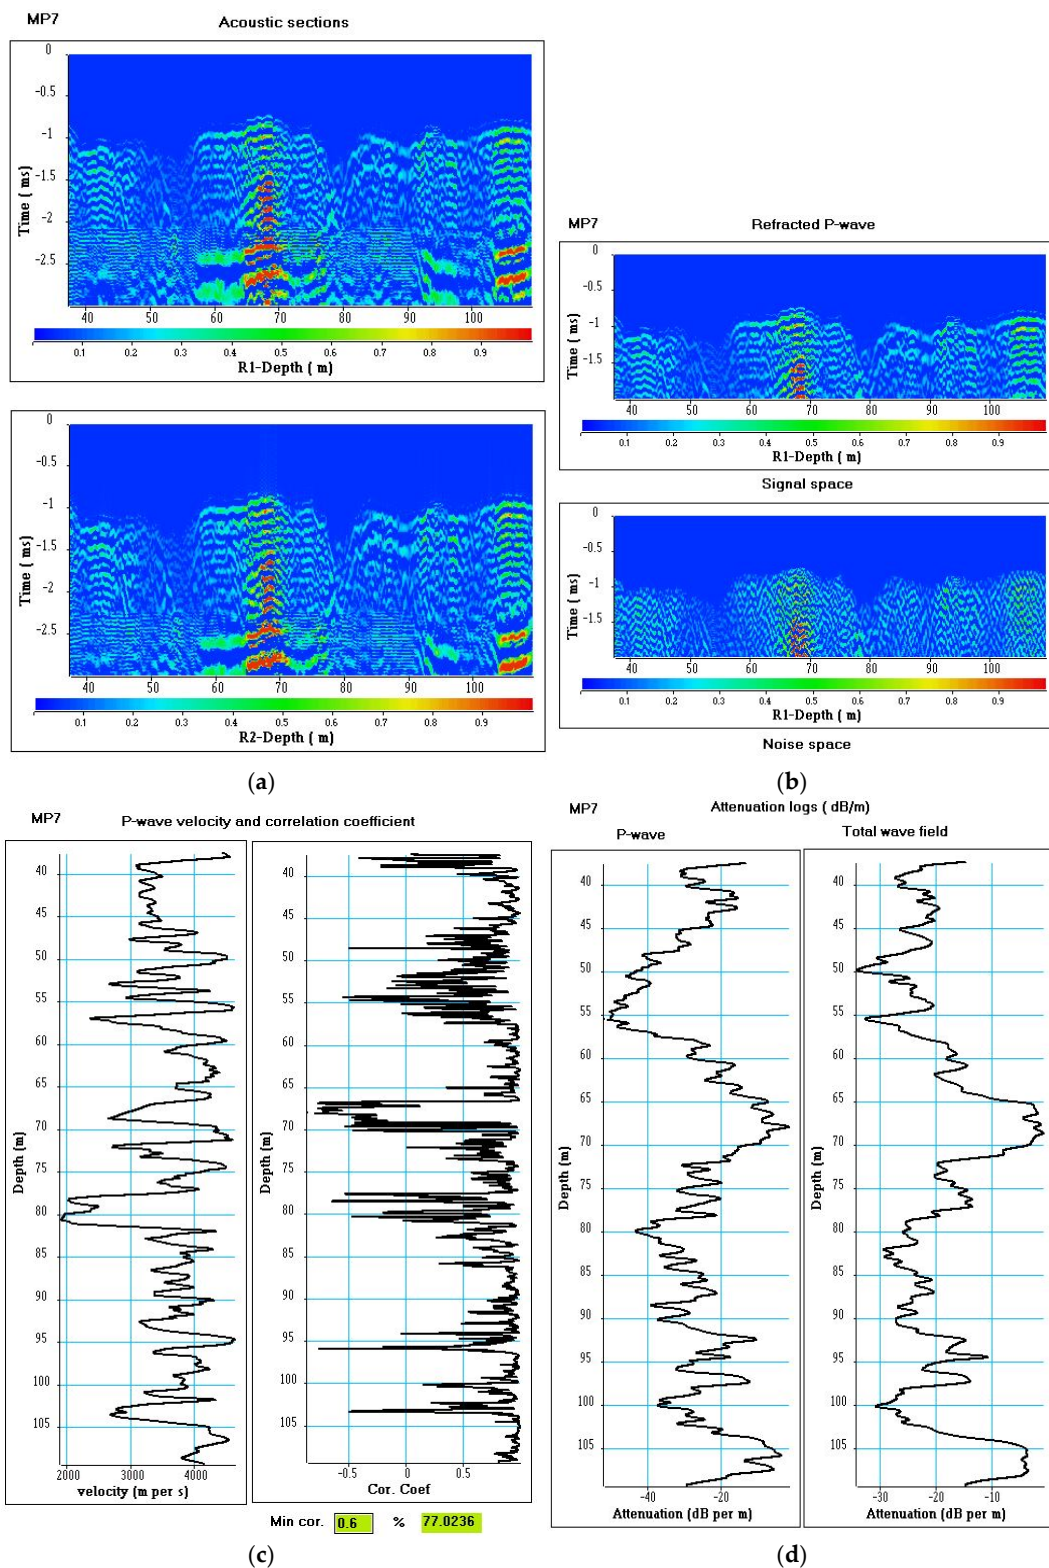 MP7 Acoustic sections
0
-0.5
-1
-1.5
-2
-2.5
Time ( ms)
40 50 60 70 80 90 100
0.1 0.2 0.3 0.4 0.5 0.6 0.7 0.8 0.9
R1-Depth ( m)
0
-0.5
-1
-1.5
-2
-2.5
Time ( ms)
40 50 60 70 80 90 100
0.1 0.2 0.3 0.4 0.5 0.6 0.7 0.8 0.9
R2-Depth ( m)
(a)
MP7 Refracted P-wave
0
-0.5
-1
-1.5
Time ( ms)
40 50 60 70 80 90 100
0.1 0.2 0.3 0.4 0.5 0.6 0.7 0.8 0.9
R1-Depth ( m)
Signal space
0
-0.5
-1
-1.5
Time ( ms)
40 50 60 70 80 90 100
0.1 0.2 0.3 0.4 0.5 0.6 0.7 0.8 0.9
R1-Depth ( m)
Noise space
(b)
MP7 P-wave velocity and correlation coefficient
40
45
50
55
60
65
70
75
80
85
90
95
100
105
Depth (m)
2000 3000 4000
velocity (m per s)
40
45
50
55
60
65
70
75
80
85
90
95
100
105
Depth (m)
-0.5 0 0.5
Cor. Coef
Min cor. 0.6 % 77.0236
(c)
MP7 Attenuation logs ( dB/m)
P-wave
40
45
50
55
60
65
70
75
80
85
90
95
100
105
Depth (m)
-40 -20
Attenuation (dB per m)
Total wave field
40
45
50
55
60
65
70
75
80
85
90
95
100
105
Depth (m)
-30 -20 -10
Attenuation (dB per m)
(d)